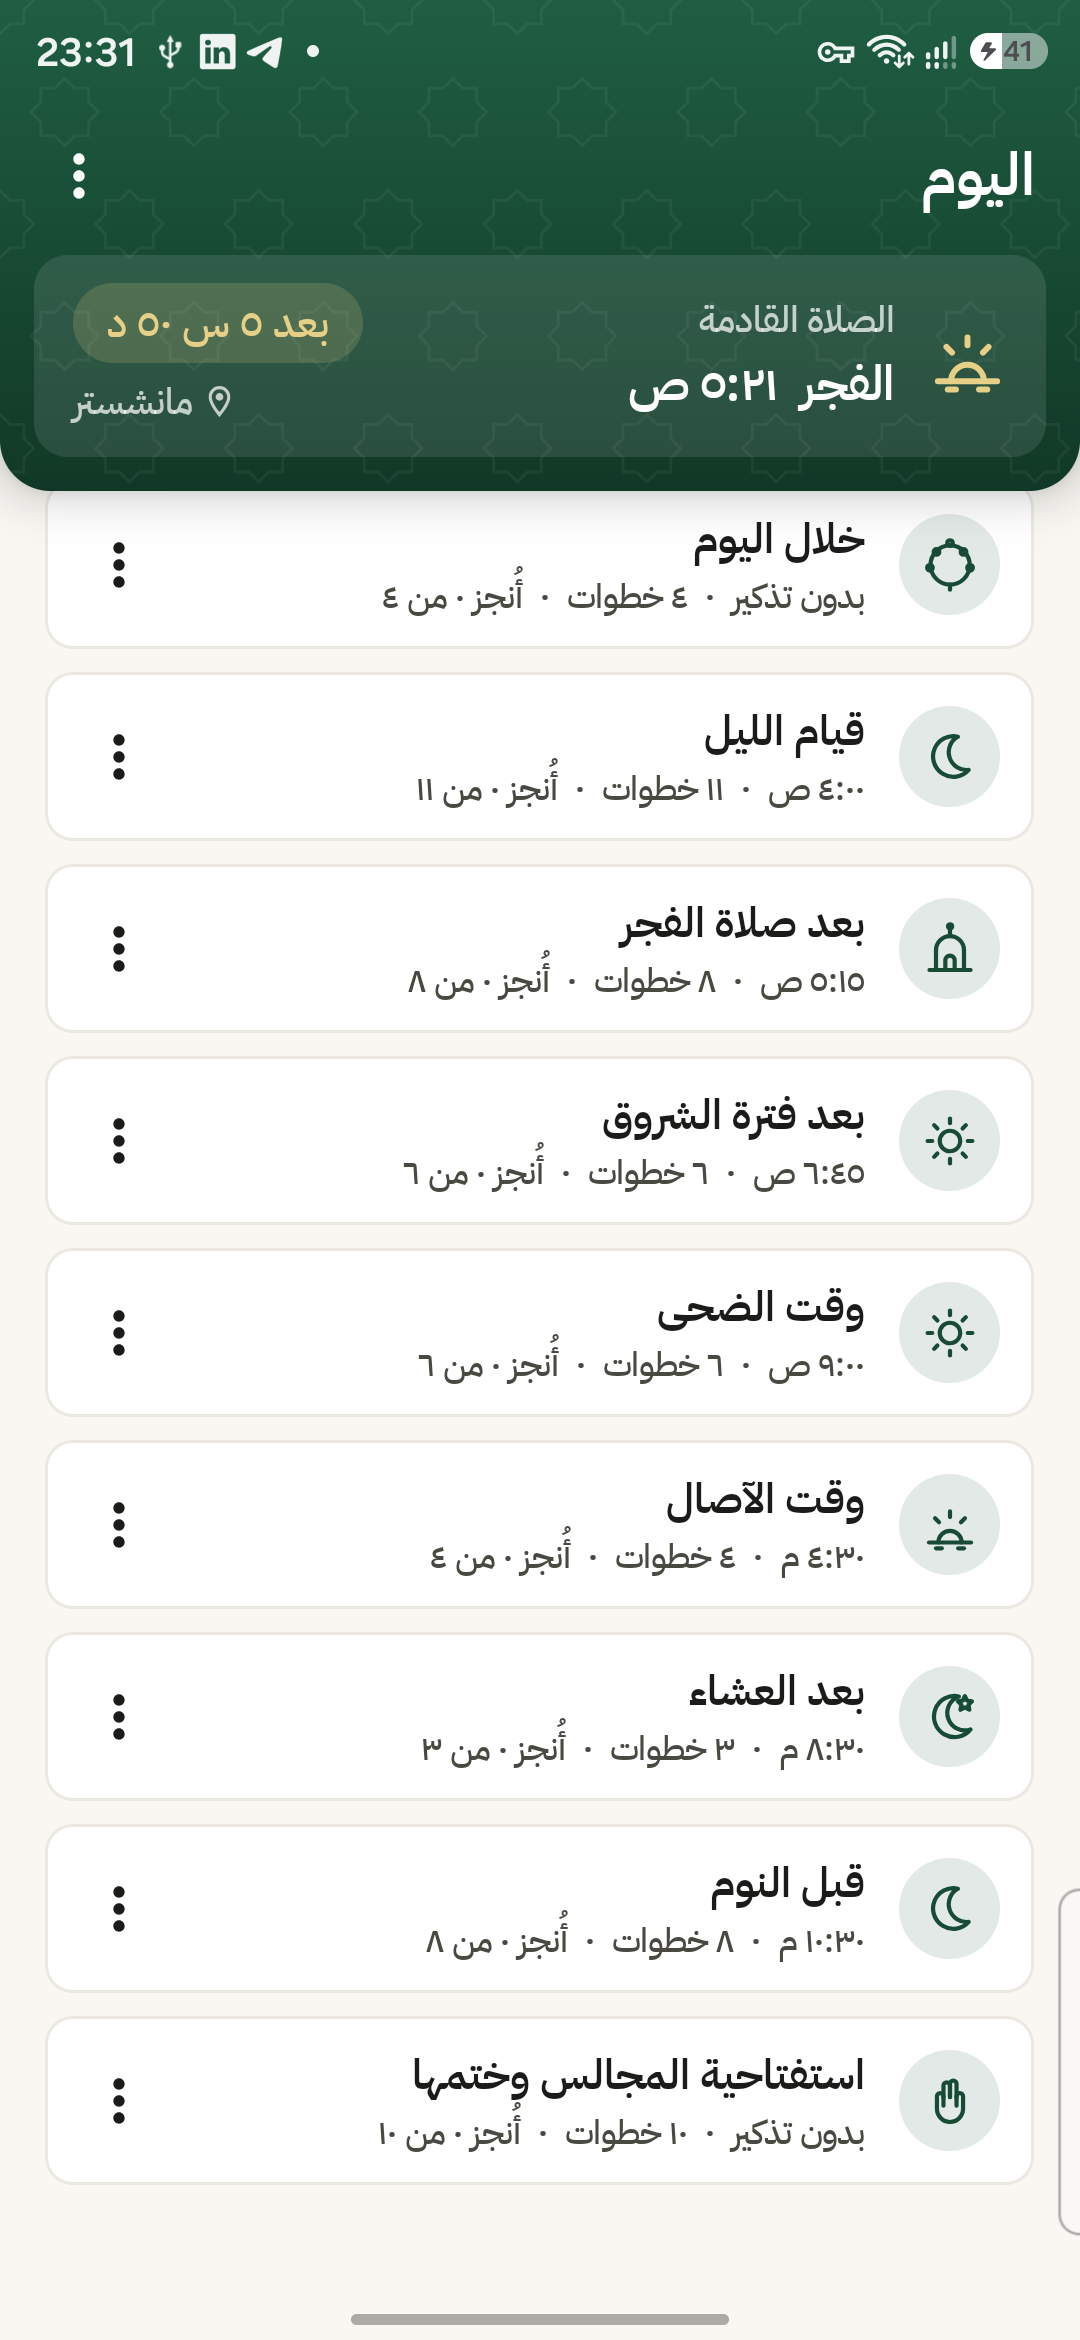 23:31
41
اليوم
الصلاة القادمة
بعد ٥ س ٥٠ د
الفجر ٥:٢١ ص
مانشستر
خلال اليوم
بدون تذكير · ٤ خطوات · أُنجز ٠ من ٤
قيام الليل
٤:٠٠ ص · ١١ خطوات · أُنجز ٠ من ١١
بعد صلاة الفجر
٥:١٥ ص · ٨ خطوات · أُنجز ٠ من ٨
بعد فترة الشروق
٦:٤٥ ص · ٦ خطوات · أُنجز ٠ من ٦
وقت الضحى
٩:٠٠ ص · ٦ خطوات · أُنجز ٠ من ٦
وقت الآصال
٤:٣٠ م · ٤ خطوات · أُنجز ٠ من ٤
بعد العشاء
٨:٣٠ م · ٣ خطوات · أُنجز ٠ من ٣
قبل النوم
١٠:٣٠ م · ٨ خطوات · أُنجز ٠ من ٨
استفتاحية المجالس وختمها
بدون تذكير · ١٠ خطوات · أُنجز ٠ من ١٠